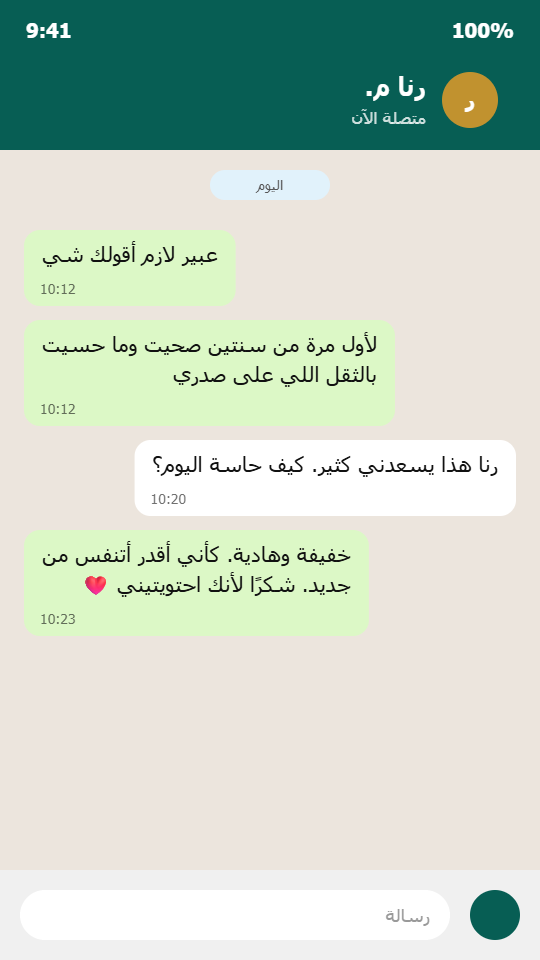 9:41
100%
رنا م.
ر
متصلة الآن
اليوم
عبير لازم أقولك شي
10:12
لأول مرة من سنتين صحيت وما حسيت
بالثقل اللي على صدري
10:12
رنا هذا يسعدني كثير. كيف حاسة اليوم؟
10:20
خفيفة وهادية. كأني أقدر أتنفس من
جديد. شكرًا لأنك احتويتيني 💗
10:23
رسالة